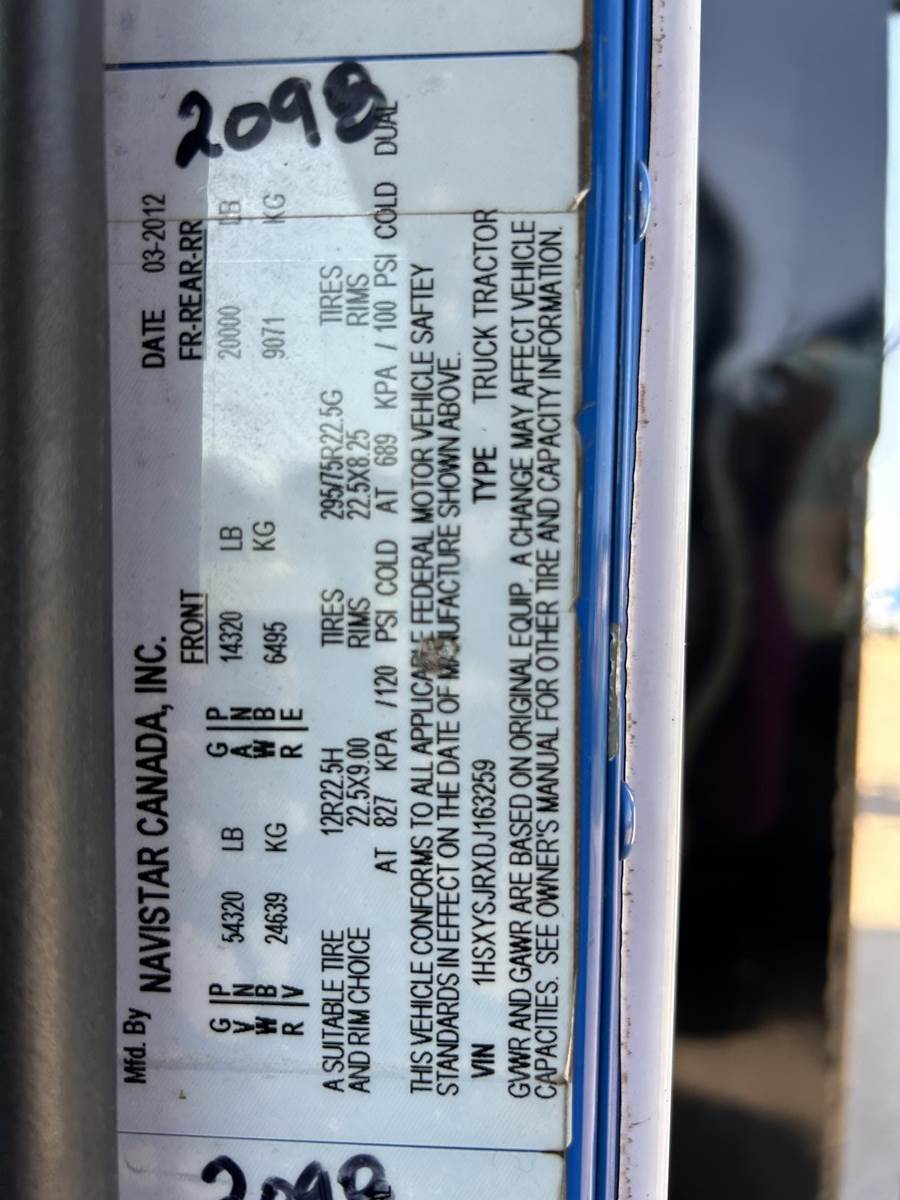 2098
Mfd. By NAVISTAR CANADA, INC. DATE 03-2012
FRONT FR-REAR-RR
GVWR PNBV 54320 LB GAWR PNBE 14320 LB 20000 LB
24639 KG 6495 KG 9071 KG
A SUITABLE TIRE 12R22.5H TIRES 295/75R22.5G TIRES
AND RIM CHOICE 22.5X9.00 RIMS 22.5X8.25 RIMS
AT 827 KPA /120 PSI COLD AT 689 KPA / 100 PSI COLD DUAL
THIS VEHICLE CONFORMS TO ALL FEDERAL MOTOR VEHICLE SAFTEY
STANDARDS IN EFFECT ON THE DATE OF MANUFACTURE SHOWN ABOVE.
VIN 1HSXYSJRXDJ163259 TYPE TRUCK TRACTOR
GVWR AND GAWR ARE BASED ON ORIGINAL EQUIP. A CHANGE MAY AFFECT VEHICLE
CAPACITIES. SEE OWNER'S MANUAL FOR OTHER TIRE AND CAPACITY INFORMATION.
2098